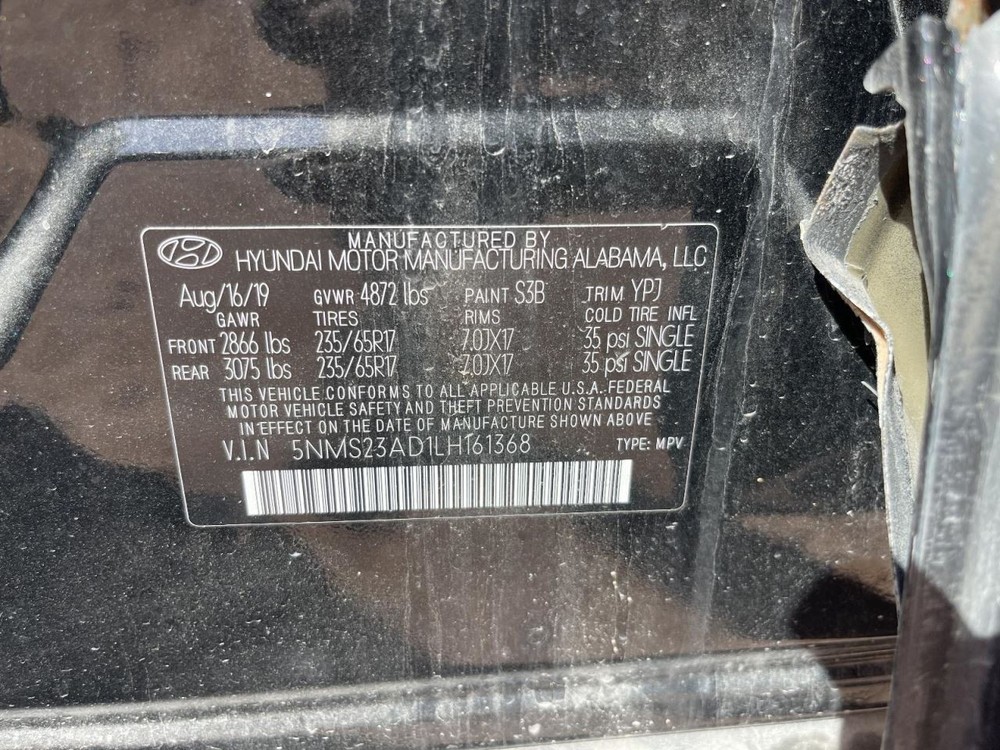 MANUFACTURED BY
HYUNDAI MOTOR MANUFACTURING ALABAMA, LLC
Aug/16/19 GVWR 4872 lbs PAINT S3B TRIM YPJ
GAWR TIRES RIMS COLD TIRE INFL
FRONT 2866 lbs 235/65R17 7.0JX17 35 psi SINGLE
REAR 3075 lbs 235/65R17 7.0JX17 35 psi SINGLE
THIS VEHICLE CONFORMS TO ALL APPLICABLE U.S.A. FEDERAL
MOTOR VEHICLE SAFETY AND THEFT PREVENTION STANDARDS
IN EFFECT ON THE DATE OF MANUFACTURE SHOWN ABOVE
V.I.N 5NMS23AD1LH161368 TYPE: MPV